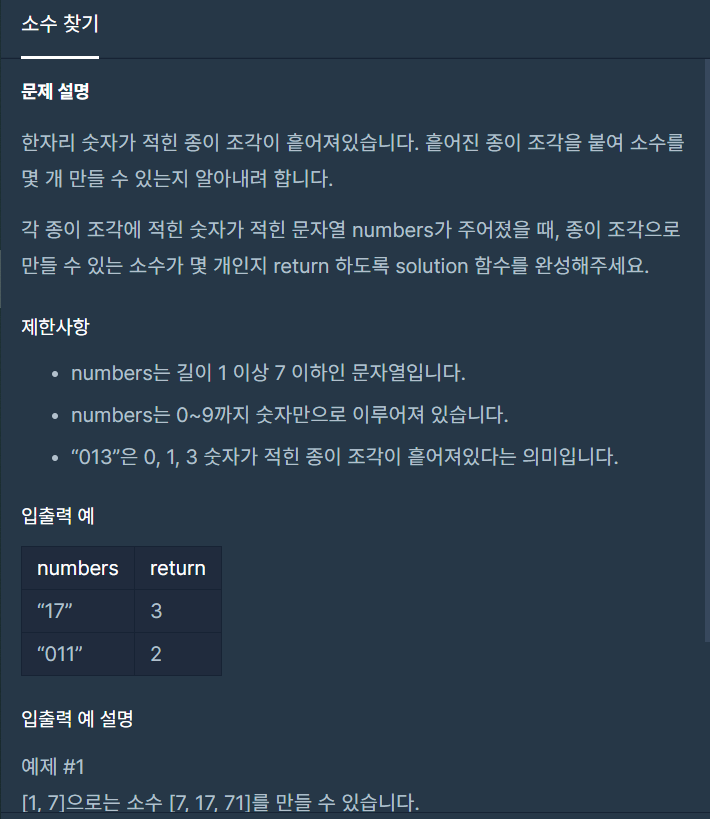 소수 찾기
문제 설명
한자리 숫자가 적힌 종이 조각이 흩어져있습니다. 흩어진 종이 조각을 붙여 소수를
몇 개 만들 수 있는지 알아내려 합니다.
각 종이 조각에 적힌 숫자가 적힌 문자열 numbers가 주어졌을 때, 종이 조각으로
만들 수 있는 소수가 몇 개인지 return 하도록 solution 함수를 완성해주세요.
제한사항
• numbers는 길이 1 이상 7 이하인 문자열입니다.
• numbers는 0~9까지 숫자만으로 이루어져 있습니다.
• “013”은 0, 1, 3 숫자가 적힌 종이 조각이 흩어져있다는 의미입니다.
입출력 예
numbers return
“17” 3
“011” 2
입출력 예 설명
예제 #1
[1, 7]으로는 소수 [7, 17, 71]를 만들 수 있습니다.